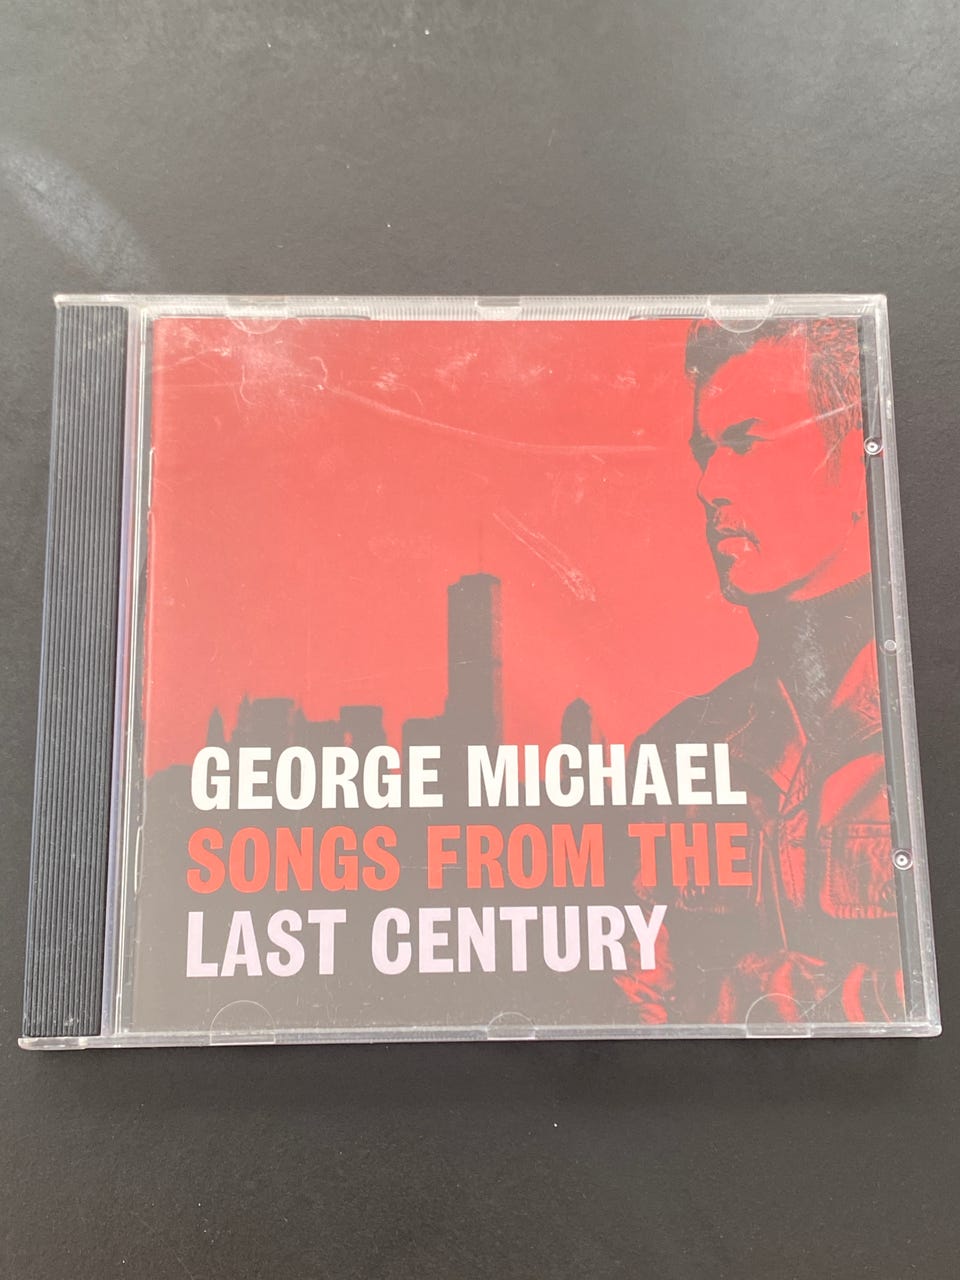 GEORGE MICHAEL
SONGS FROM THE
LAST CENTURY